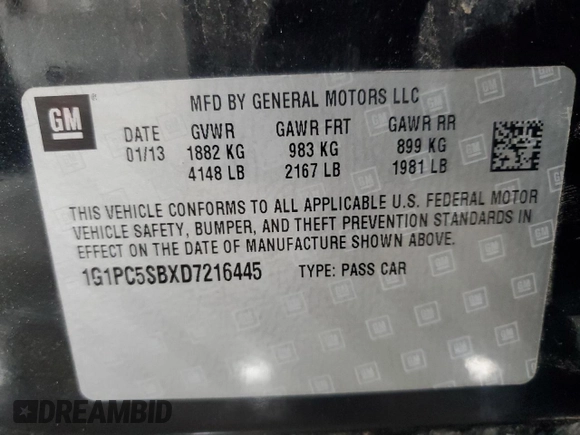 GM
®
MFD BY GENERAL MOTORS LLC
DATE GVWR GAWR FRT GAWR RR
01/13 1882 KG 983 KG 899 KG
4148 LB 2167 LB 1981 LB
THIS VEHICLE CONFORMS TO ALL APPLICABLE U.S. FEDERAL MOTOR
VEHICLE SAFETY, BUMPER, AND THEFT PREVENTION STANDARDS IN
EFFECT ON THE DATE OF MANUFACTURE SHOWN ABOVE.
1G1PC5SBXD7216445 TYPE: PASS CAR
DREAMBID